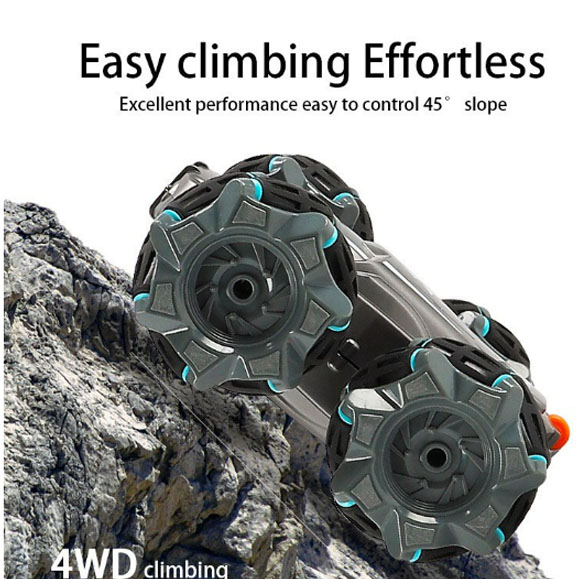 Easy climbing Effortless
Excellent performance easy to control 45° slope
4WD climbing